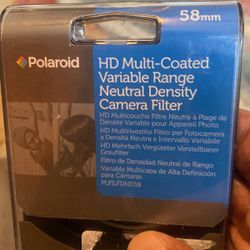 58mm
Polaroid
HD Multi-Coated
Variable Range
Neutral Density
Camera Filter
HD Multicouche Filtre Neutre à Plage de
Densité Variable pour Appareil Photo
HD Multirivestito Filtro per Fotocamera
a Densità Neutra e Intervallo Variabile
HD Mehrfach Vergüteter Verstellbarer
Graufilter
Filtro de Densidad Neutral de Rango
Variable Multicapa de Alta Definición
para Cámaras
PLFILFDND58